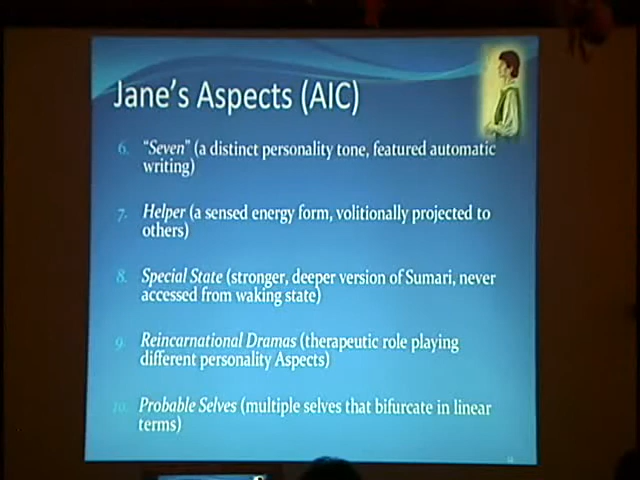 Jane's Aspects (AIC)
6. "Seven" (a distinct personality tone, featured automatic
writing)
7. Helper (a sensed energy form, volitionally projected to
others)
8. Special State (stronger, deeper version of Sumari, never
accessed from waking state)
9. Reincarnational Dramas (therapeutic role playing
different personality Aspects)
10. Probable Selves (multiple selves that bifurcate in linear
terms)